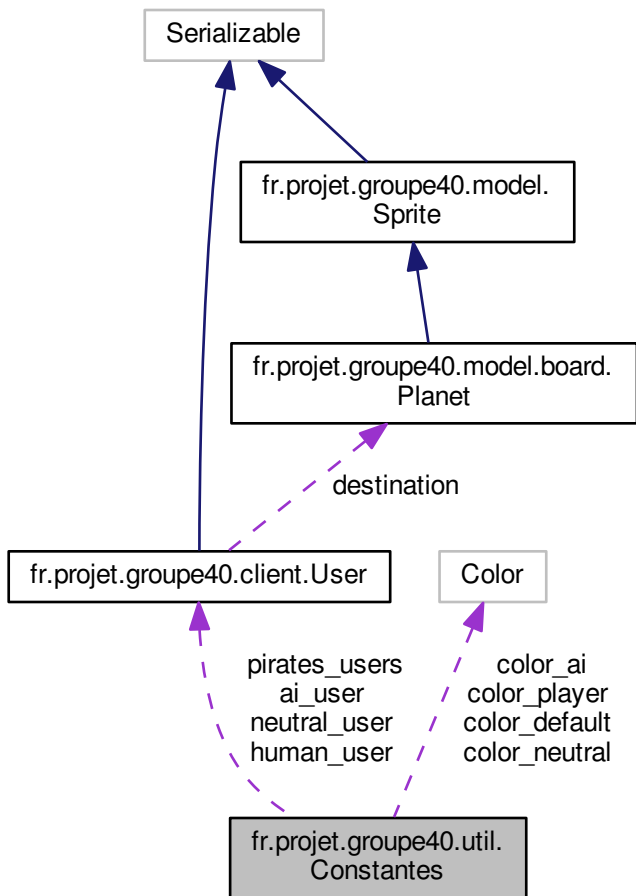 Serializable
fr.projet.groupe40.model.
Sprite
fr.projet.groupe40.model.board.
Planet
destination
fr.projet.groupe40.client.User
Color
pirates_users
ai_user
neutral_user
human_user
color_ai
color_player
color_default
color_neutral
fr.projet.groupe40.util.
Constantes